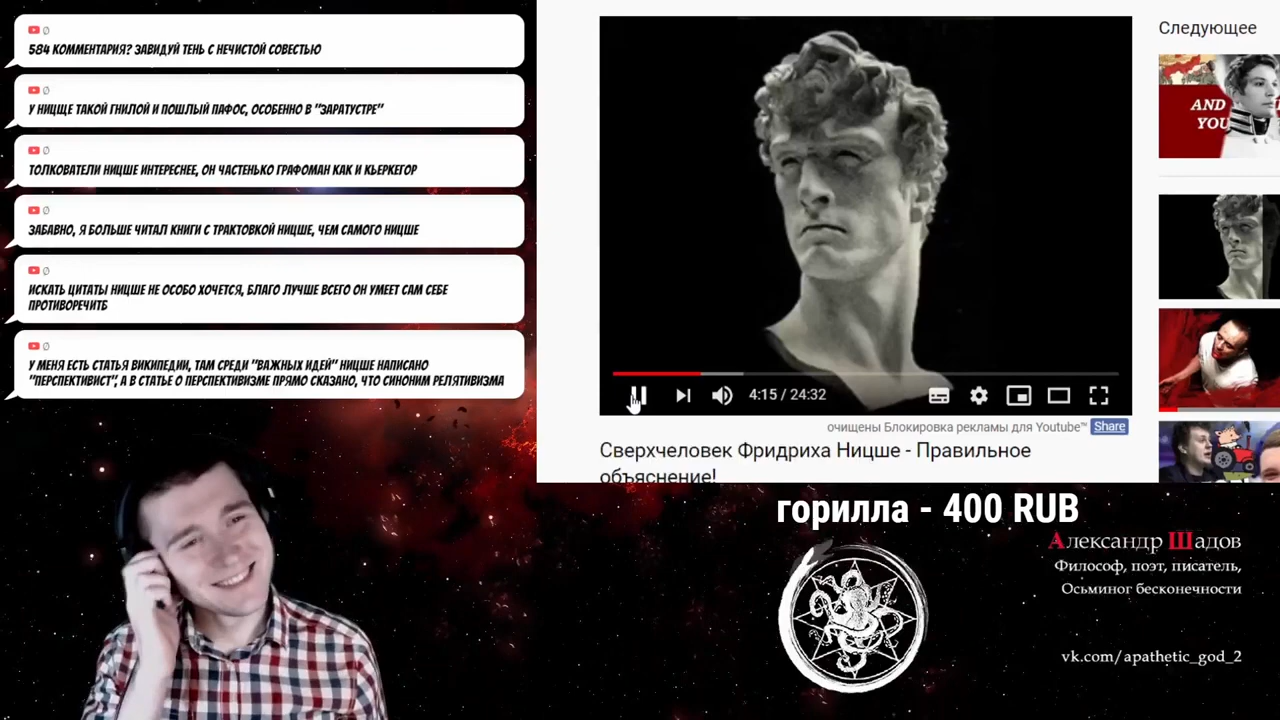 Ø
584 КОММЕНТАРИЯ? ЗАВИДУЙ ТЕНЬ С НЕЧИСТОЙ СОВЕСТЬЮ
Ø
У НИЦЩЕ ТАКОЙ ГНИЛОЙ И ПОШЛЫЙ ПАФОС, ОСОБЕННО В "ЗАРАТУСТРЕ"
Ø
ТОЛКОВАТЕЛИ НИЦШЕ ИНТЕРЕСНЕЕ, ОН ЧАСТЕНЬКО ГРАФОМАН КАК И КЬЕРКЕГОР
Ø
ЗАБАВНО, Я БОЛЬШЕ ЧИТАЛ КНИГИ С ТРАКТОВКОЙ НИЦШЕ, ЧЕМ САМОГО НИЦШЕ
Ø
ИСКАТЬ ЦИТАТЫ НИЦШЕ НЕ ОСОБО ХОЧЕТСЯ, БЛАГО ЛУЧШЕ ВСЕГО ОН УМЕЕТ САМ СЕБЕ
ПРОТИВОРЕЧИТЬ
Ø
У МЕНЯ ЕСТЬ СТАТЬЯ ВИКИПЕДИИ, ТАМ СРЕДИ "ВАЖНЫХ ИДЕЙ" НИЦШЕ НАПИСАНО
"ПЕРСПЕКТИВИСТ", А В СТАТЬЕ О ПЕРСПЕКТИВИЗМЕ ПРЯМО СКАЗАНО, ЧТО СИНОНИМ РЕЛЯТИВИЗМА
4:15 / 24:32
очищены Блокировка рекламы для Youtube™ Share
Сверхчеловек Фридриха Ницше - Правильное
объяснение!
Следующее
AND
YOU
горилла - 400 RUB
Александр Шадов
Философ, поэт, писатель,
Осьминог бесконечности
vk.com/apathetic_god_2